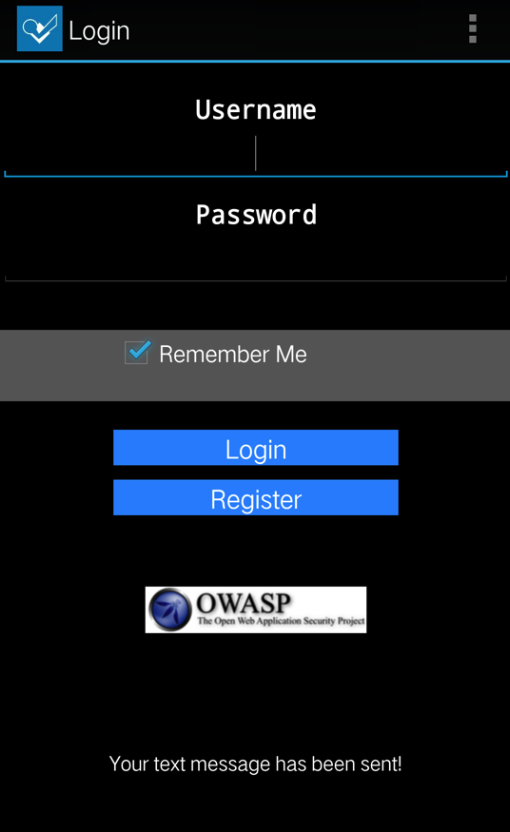 Login
Username
Password
Remember Me
Login
Register
OWASP
The Open Web Application Security Project
Your text message has been sent!